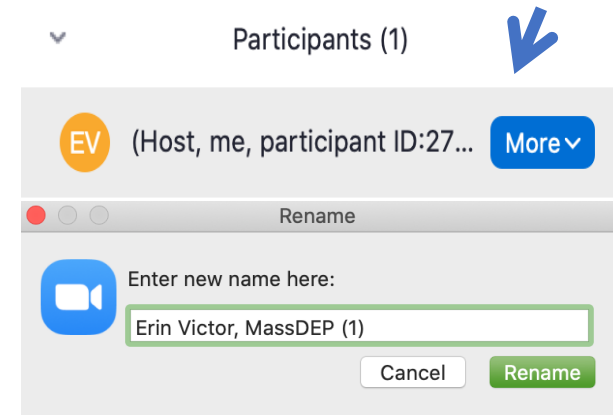 Participants (1)
EV (Host, me, participant ID:27... More
Rename
Enter new name here:
Erin Victor, MassDEP (1)
Cancel Rename